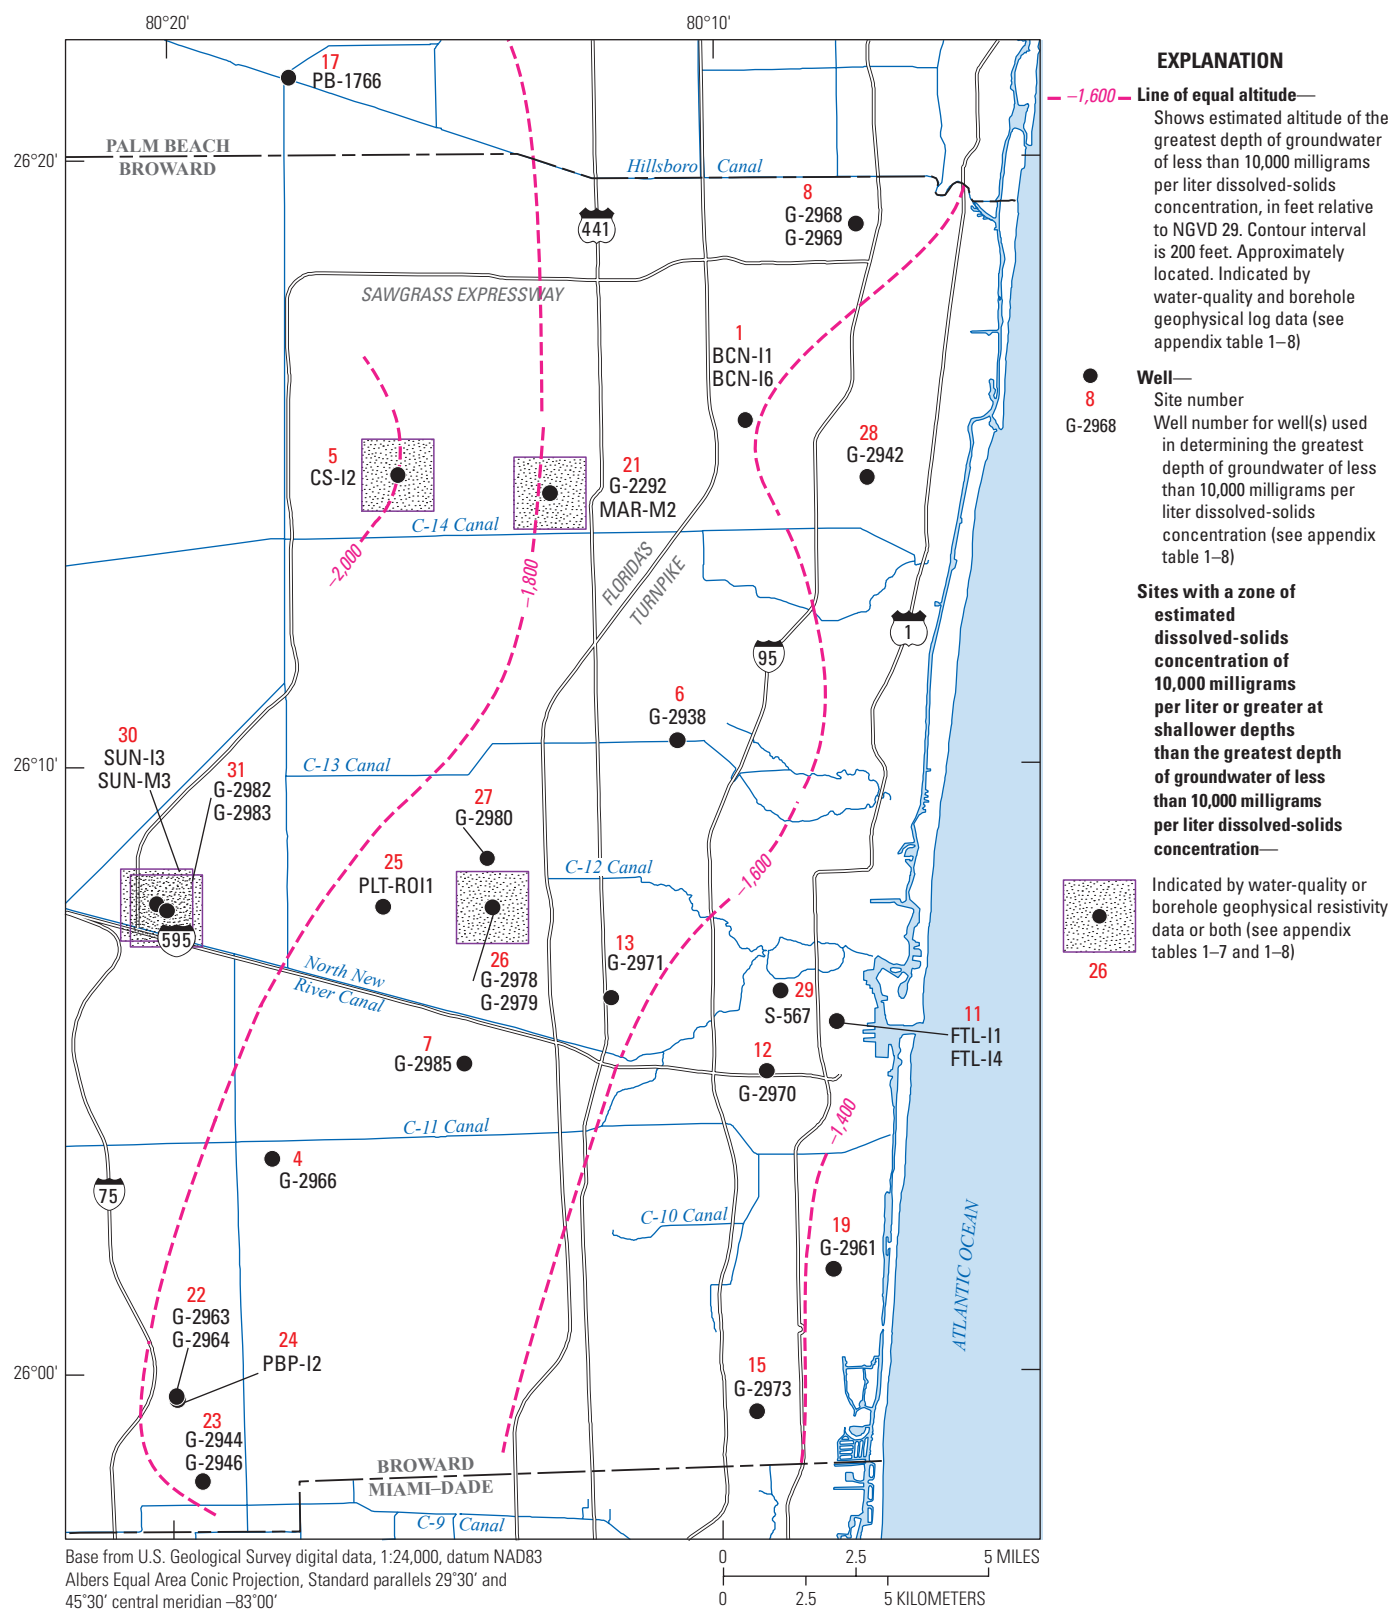 80°20'
80°10'
17
PB-1766
PALM BEACH
BROWARD
26°20'
Hillsboro Canal
8
G-2968
G-2969
441
SAWGRASS EXPRESSWAY
1
BCN-I1
BCN-I6
5
CS-I2
21
G-2292
MAR-M2
28
G-2942
C-14 Canal
–2,000
–1,800
FLORIDA'S
TURNPIKE
1
95
6
G-2938
30
SUN-I3
SUN-M3
31
G-2982
G-2983
26°10'
C-13 Canal
27
G-2980
25
PLT-ROI1
C-12 Canal
–1,600
595
North New
River Canal
26
G-2978
G-2979
13
G-2971
29
S-567
11
FTL-I1
FTL-I4
7
G-2985
12
G-2970
–1,400
C-11 Canal
4
G-2966
75
C-10 Canal
19
G-2961
ATLANTIC OCEAN
22
G-2963
G-2964
24
PBP-I2
26°00'
15
G-2973
23
G-2944
G-2946
BROWARD
MIAMI–DADE
C-9 Canal
Base from U.S. Geological Survey digital data, 1:24,000, datum NAD83
Albers Equal Area Conic Projection, Standard parallels 29°30' and
45°30' central meridian –83°00'
0 2.5 5 MILES
0 2.5 5 KILOMETERS
EXPLANATION
–1,600 Line of equal altitude—
Shows estimated altitude of the
greatest depth of groundwater
of less than 10,000 milligrams
per liter dissolved-solids
concentration, in feet relative
to NGVD 29. Contour interval
is 200 feet. Approximately
located. Indicated by
water-quality and borehole
geophysical log data (see
appendix table 1–8)
Well—
8 Site number
G-2968 Well number for well(s) used
in determining the greatest
depth of groundwater of less
than 10,000 milligrams per
liter dissolved-solids
concentration (see appendix
table 1–8)
Sites with a zone of
estimated
dissolved-solids
concentration of
10,000 milligrams
per liter or greater at
shallower depths
than the greatest depth
of groundwater of less
than 10,000 milligrams
per liter dissolved-solids
concentration—
Indicated by water-quality or
borehole geophysical resistivity
data or both (see appendix
tables 1–7 and 1–8)
26